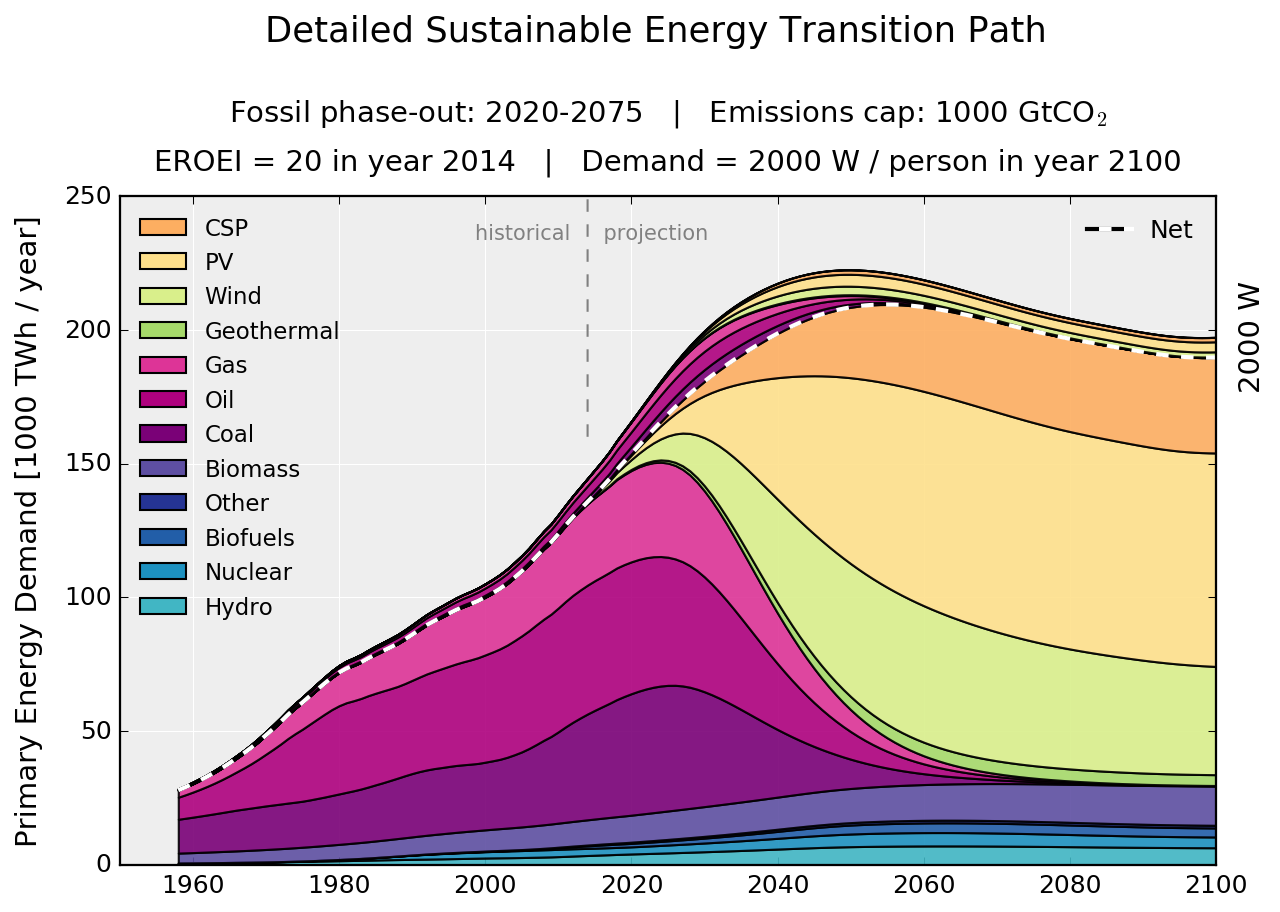 Detailed Sustainable Energy Transition Path
Fossil phase-out: 2020-2075 | Emissions cap: 1000 GtCO₂
EROEI = 20 in year 2014 | Demand = 2000 W / person in year 2100
Primary Energy Demand [1000 TWh / year]
250
200
150
100
50
0
CSP
PV
Wind
Geothermal
Gas
Oil
Coal
Biomass
Other
Biofuels
Nuclear
Hydro
historical
projection
Net
2000 W
1960
1980
2000
2020
2040
2060
2080
2100